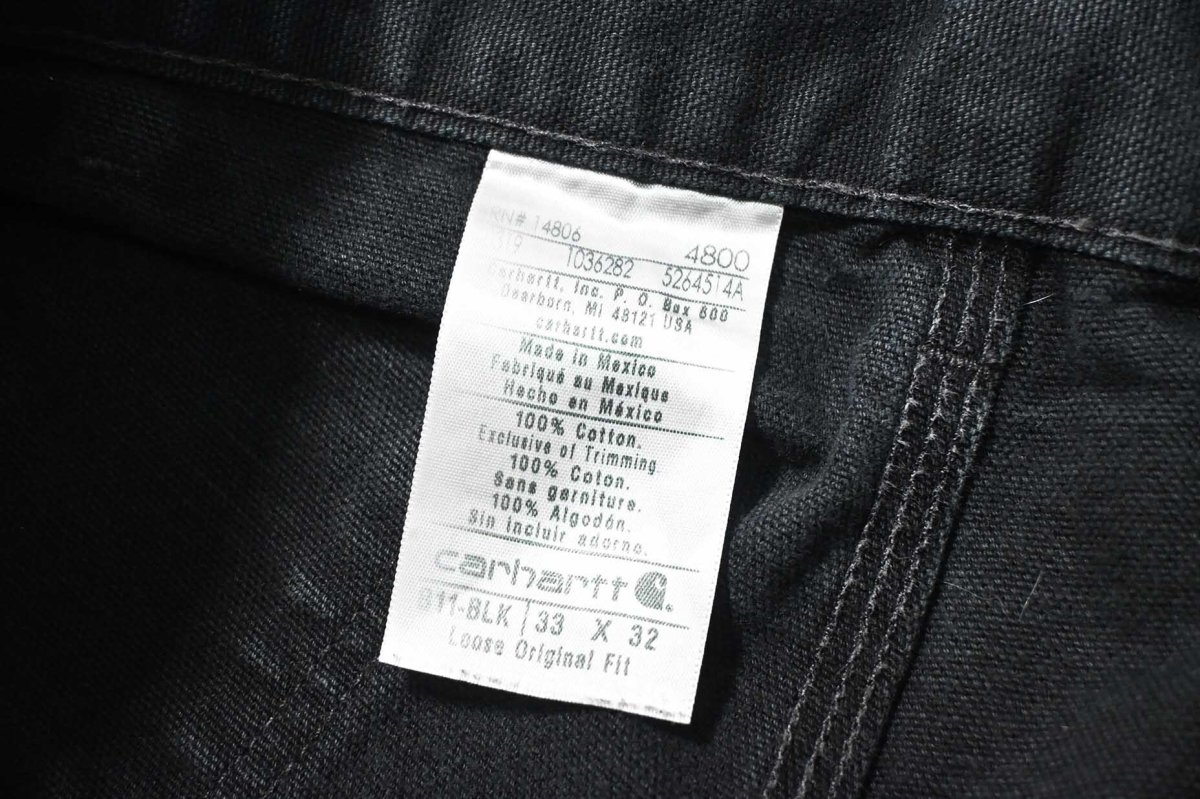 RN# 14806 4800
1036282 5264514A
Carhartt, Inc. P. O. Box 600
Dearborn, MI 48121 USA
carhartt.com
Made in Mexico
Fabriqué au Mexique
Hecho en México
100% Cotton.
Exclusive of Trimming.
100% Coton.
Sans garniture.
100% Algodón.
Sin incluir adorno.
carhartt
B11-BLK 33 X 32
Loose Original Fit